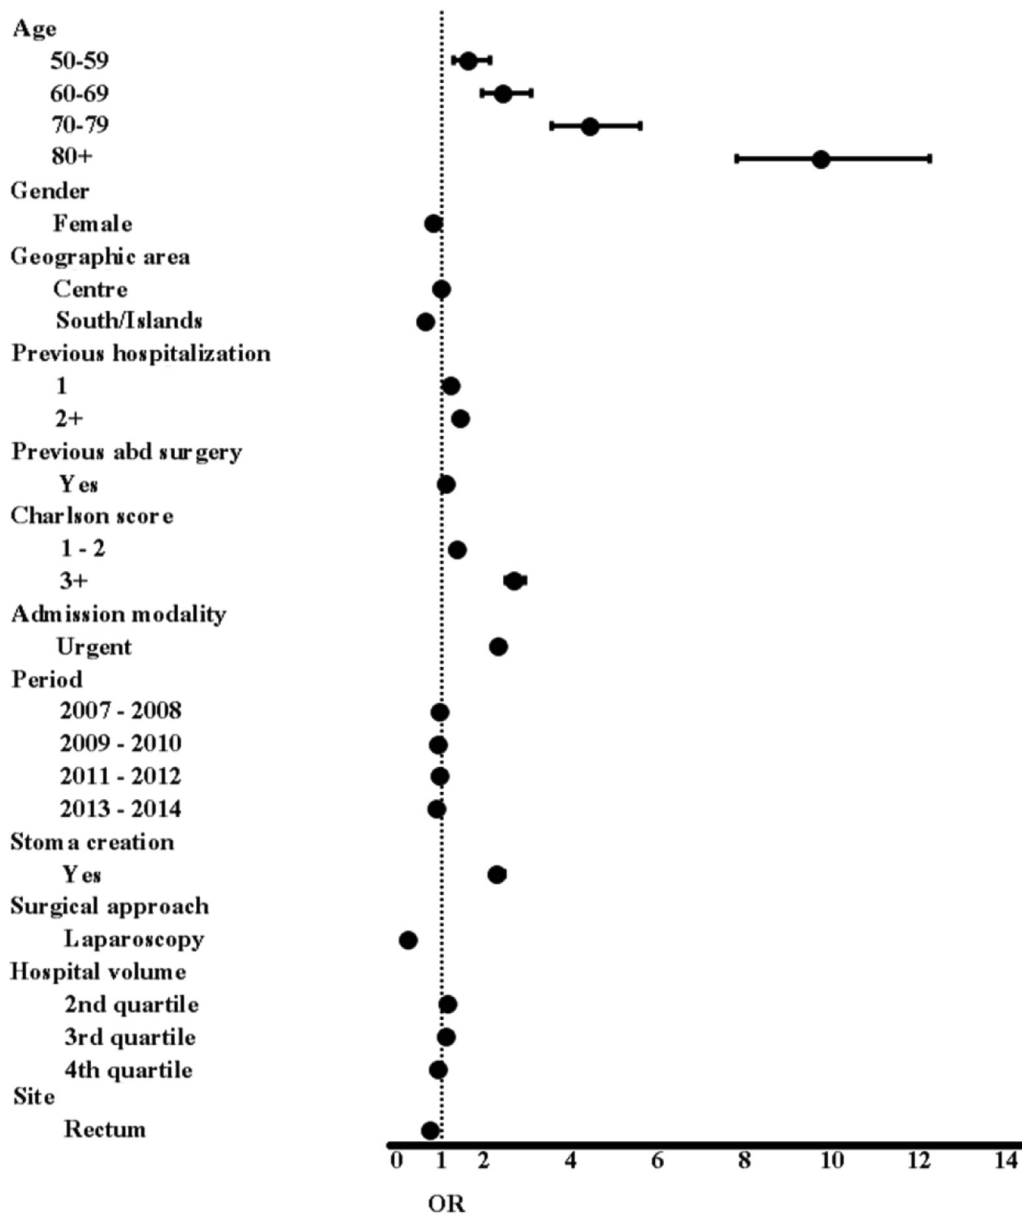 Age
50-59
60-69
70-79
80+
Gender
Female
Geographic area
Centre
South/Islands
Previous hospitalization
1
2+
Previous abd surgery
Yes
Charlson score
1 - 2
3+
Admission modality
Urgent
Period
2007 - 2008
2009 - 2010
2011 - 2012
2013 - 2014
Stoma creation
Yes
Surgical approach
Laparoscopy
Hospital volume
2nd quartile
3rd quartile
4th quartile
Site
Rectum
0 1 2 4 6 8 10 12 14
OR